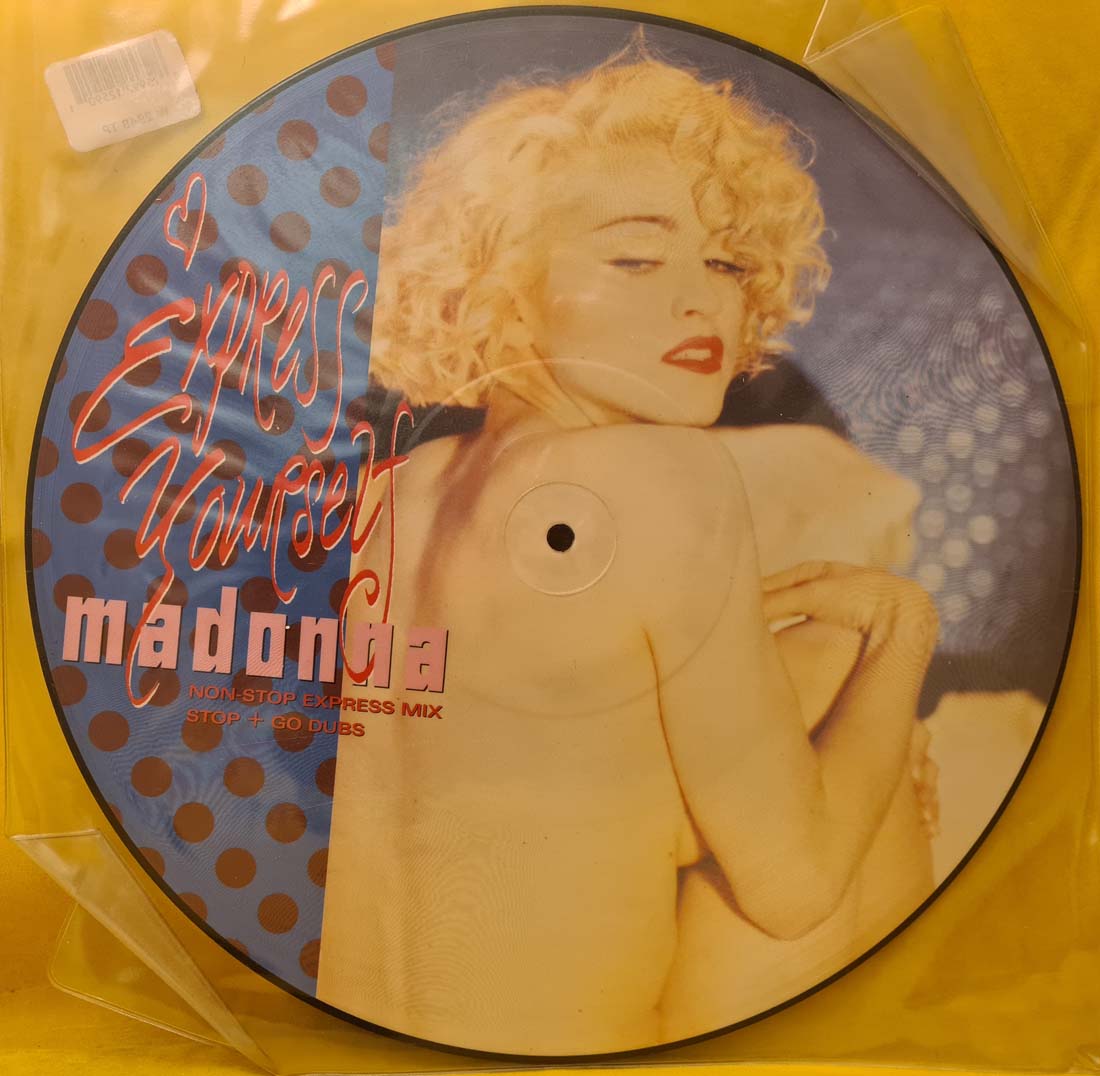 Express
Yourself
madonna
NON-STOP EXPRESS MIX
STOP + GO DUBS